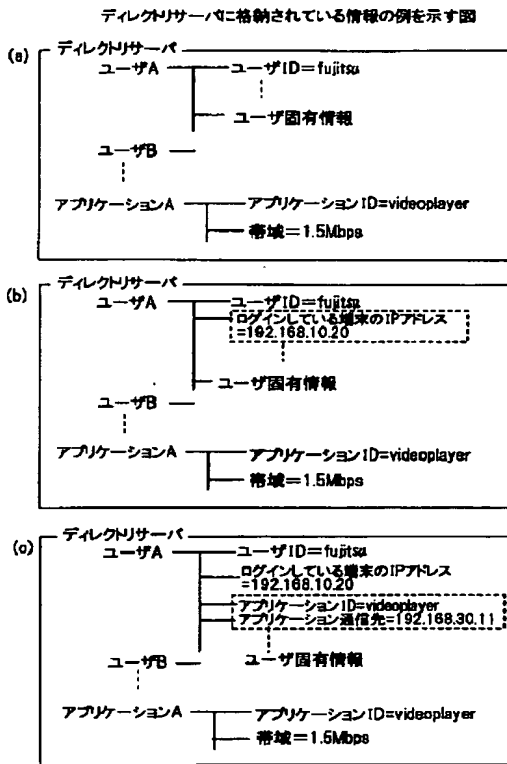 ディレクトリサーバに格納されている情報の例を示す図
(a)
ディレクトリサーバ
ユーザA
ユーザID=fujitsu
ユーザ固有情報
ユーザB
アプリケーションA
アプリケーションID=videoplayer
帯域=1.5Mbps
(b)
ディレクトリサーバ
ユーザA
ユーザID=fujitsu
ログインしている端末のIPアドレス
=192.168.10.20
ユーザ固有情報
ユーザB
アプリケーションA
アプリケーションID=videoplayer
帯域=1.5Mbps
(c)
ディレクトリサーバ
ユーザA
ユーザID=fujitsu
ログインしている端末のIPアドレス
=192.168.10.20
アプリケーションID=videoplayer
アプリケーション通信先=192.168.30.11
ユーザB
ユーザ固有情報
アプリケーションA
アプリケーションID=videoplayer
帯域=1.5Mbps